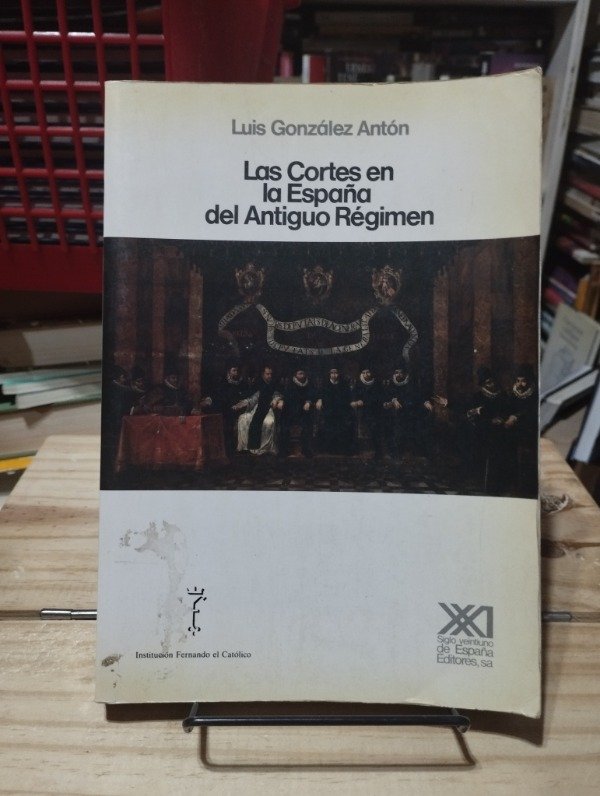 Luis González Antón
Las Cortes en
la España
del Antiguo Régimen
Institución Fernando el Católico
XXI
Siglo veintiuno
de España
Editores, sa